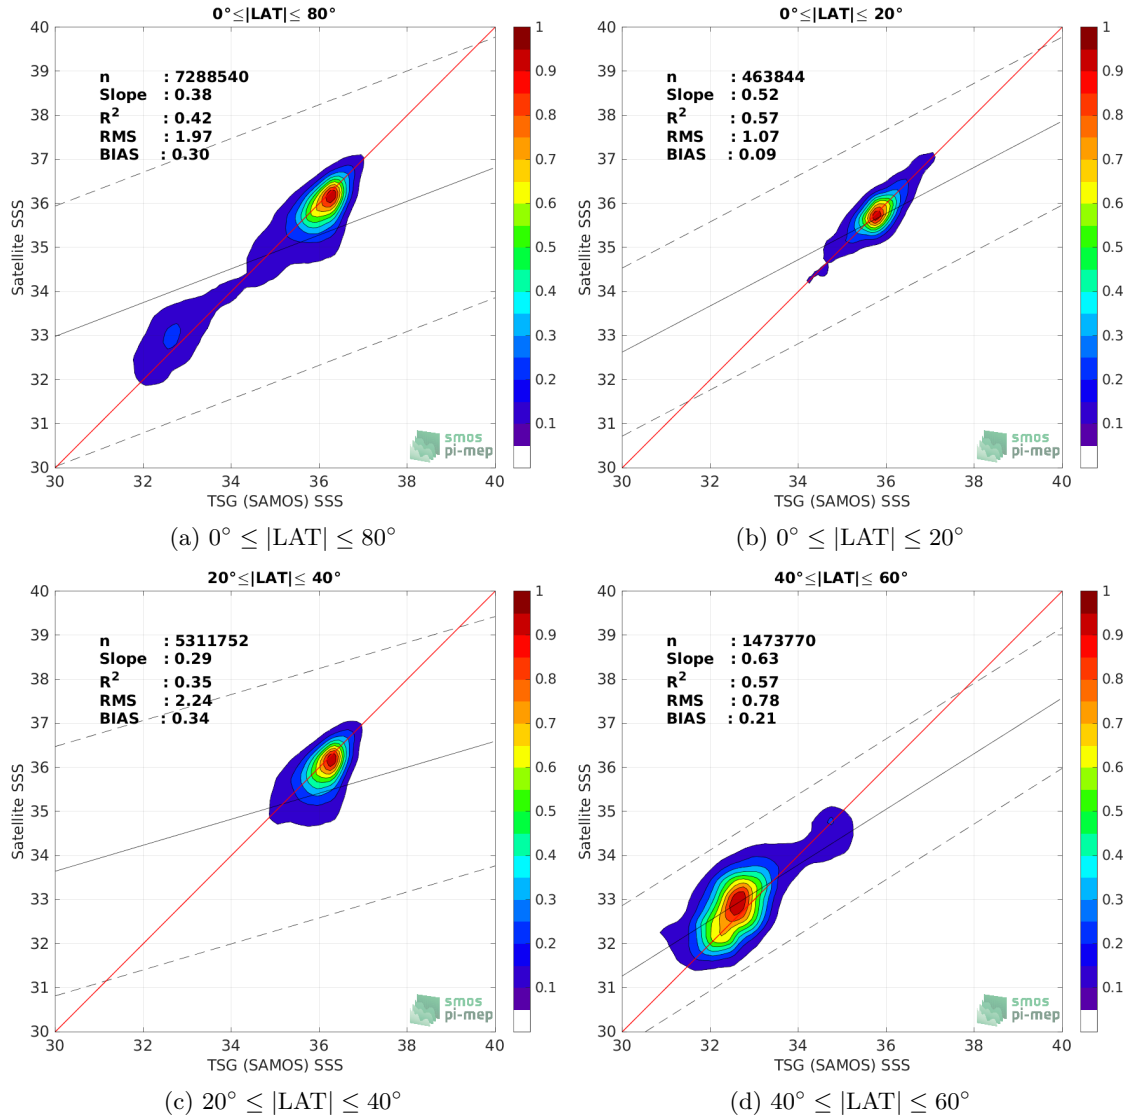 0°≤|LAT|≤ 80°
n : 7288540
Slope : 0.38
R2 : 0.42
RMS : 1.97
BIAS : 0.30
Satellite SSS
40
39
38
37
36
35
34
33
32
31
30
30 32 34 36 38 40
TSG (SAMOS) SSS
1
0.9
0.8
0.7
0.6
0.5
0.4
0.3
0.2
0.1
smos
pi-mep
(a) 0° ≤ |LAT| ≤ 80°
0°≤|LAT|≤ 20°
n : 463844
Slope : 0.52
R2 : 0.57
RMS : 1.07
BIAS : 0.09
Satellite SSS
40
39
38
37
36
35
34
33
32
31
30
30 32 34 36 38 40
TSG (SAMOS) SSS
1
0.9
0.8
0.7
0.6
0.5
0.4
0.3
0.2
0.1
smos
pi-mep
(b) 0° ≤ |LAT| ≤ 20°
20°≤|LAT|≤ 40°
n : 5311752
Slope : 0.29
R2 : 0.35
RMS : 2.24
BIAS : 0.34
Satellite SSS
40
39
38
37
36
35
34
33
32
31
30
30 32 34 36 38 40
TSG (SAMOS) SSS
1
0.9
0.8
0.7
0.6
0.5
0.4
0.3
0.2
0.1
smos
pi-mep
(c) 20° ≤ |LAT| ≤ 40°
40°≤|LAT|≤ 60°
n : 1473770
Slope : 0.63
R2 : 0.57
RMS : 0.78
BIAS : 0.21
Satellite SSS
40
39
38
37
36
35
34
33
32
31
30
30 32 34 36 38 40
TSG (SAMOS) SSS
1
0.9
0.8
0.7
0.6
0.5
0.4
0.3
0.2
0.1
smos
pi-mep
(d) 40° ≤ |LAT| ≤ 60°